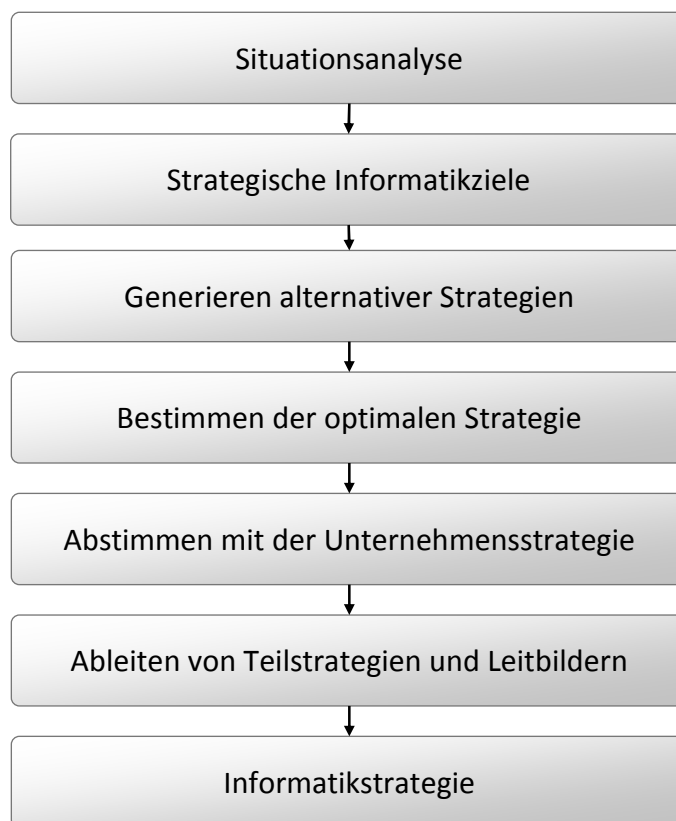 Situationsanalyse
Strategische Informatikziele
Generieren alternativer Strategien
Bestimmen der optimalen Strategie
Abstimmen mit der Unternehmensstrategie
Ableiten von Teilstrategien und Leitbildern
Informatikstrategie